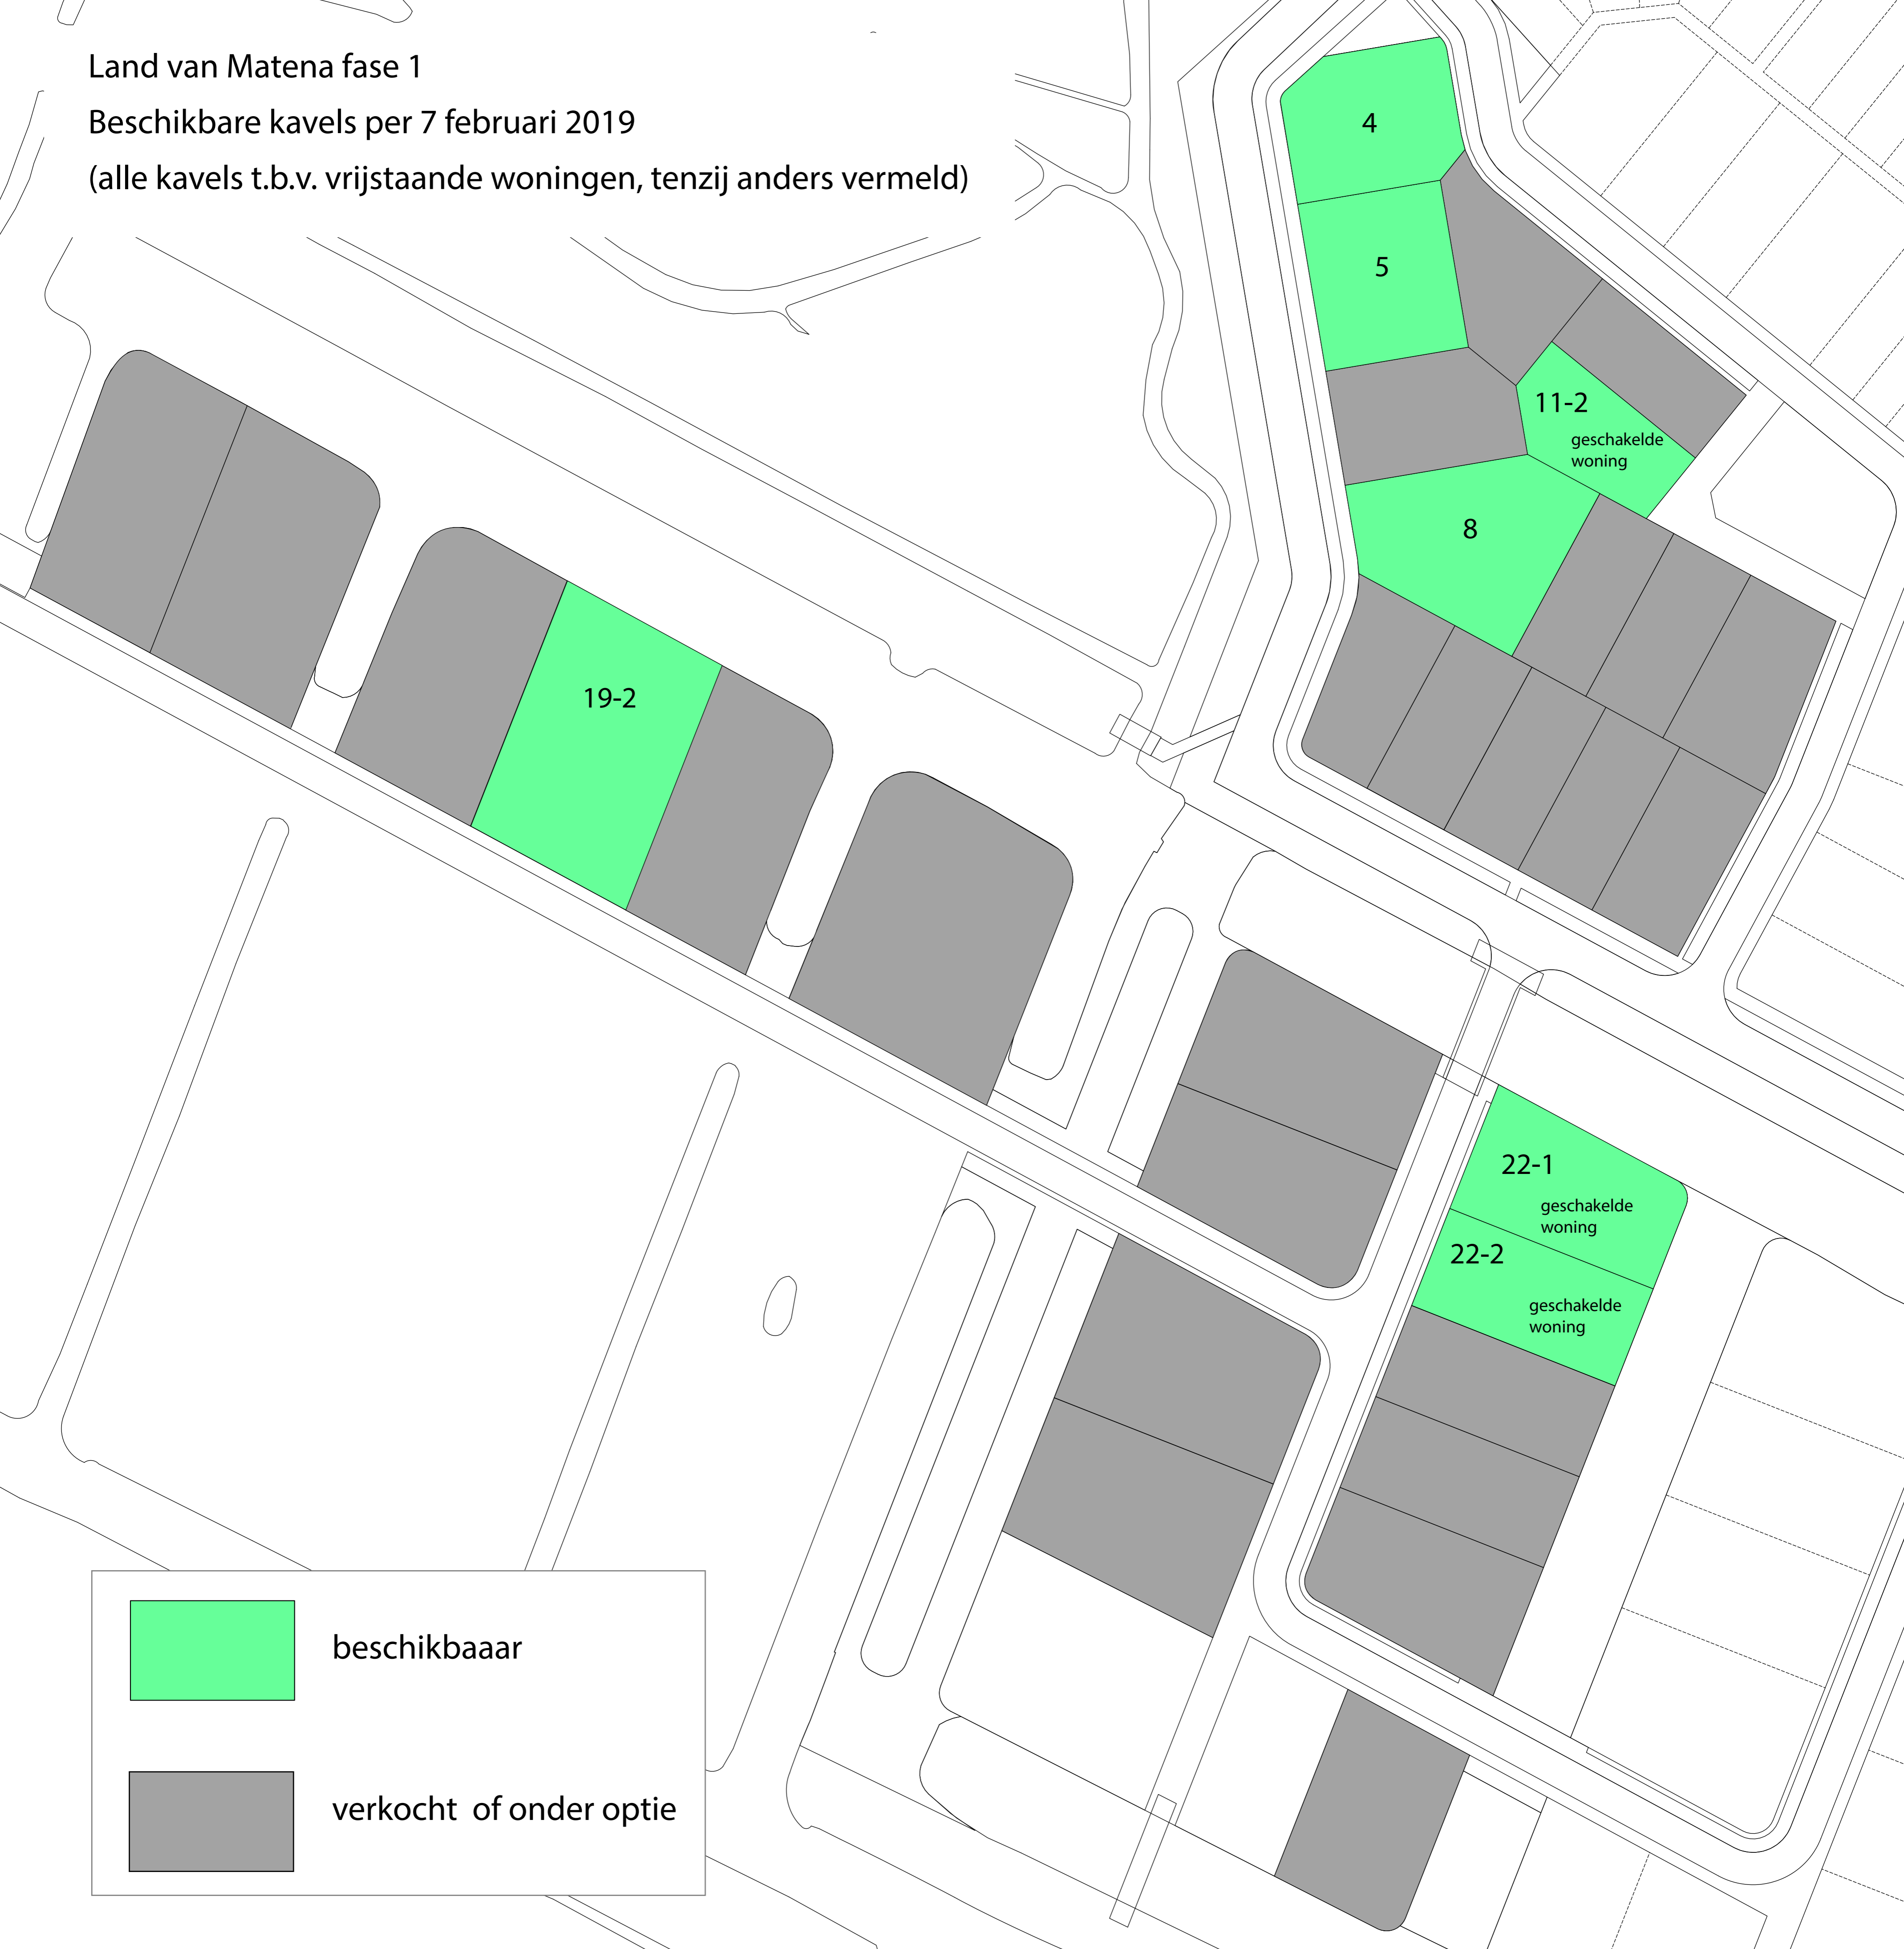 Land van Matena fase 1
Beschikbare kavels per 7 februari 2019
(alle kavels t.b.v. vrijstaande woningen, tenzij anders vermeld)
4
5
11-2
geschakelde
woning
8
19-2
22-1
geschakelde
woning
22-2
geschakelde
woning
beschikbaaar
verkocht of onder optie